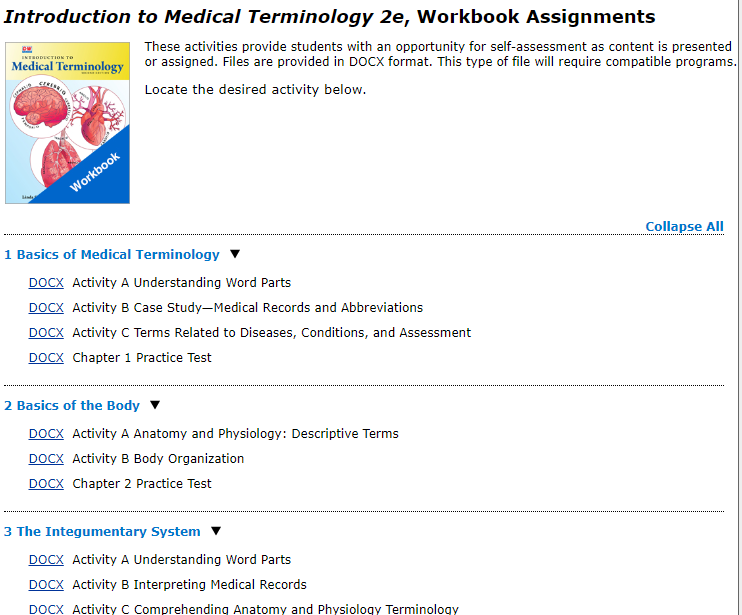 Introduction to Medical Terminology 2e, Workbook Assignments
INTRODUCTION TO
Medical Terminology
Workbook
These activities provide students with an opportunity for self-assessment as content is presented
or assigned. Files are provided in DOCX format. This type of file will require compatible programs.
Locate the desired activity below.
Collapse All
1 Basics of Medical Terminology ▼
DOCX Activity A Understanding Word Parts
DOCX Activity B Case Study—Medical Records and Abbreviations
DOCX Activity C Terms Related to Diseases, Conditions, and Assessment
DOCX Chapter 1 Practice Test
2 Basics of the Body ▼
DOCX Activity A Anatomy and Physiology: Descriptive Terms
DOCX Activity B Body Organization
DOCX Chapter 2 Practice Test
3 The Integumentary System ▼
DOCX Activity A Understanding Word Parts
DOCX Activity B Interpreting Medical Records
DOCX Activity C Comprehending Anatomy and Physiology Terminology